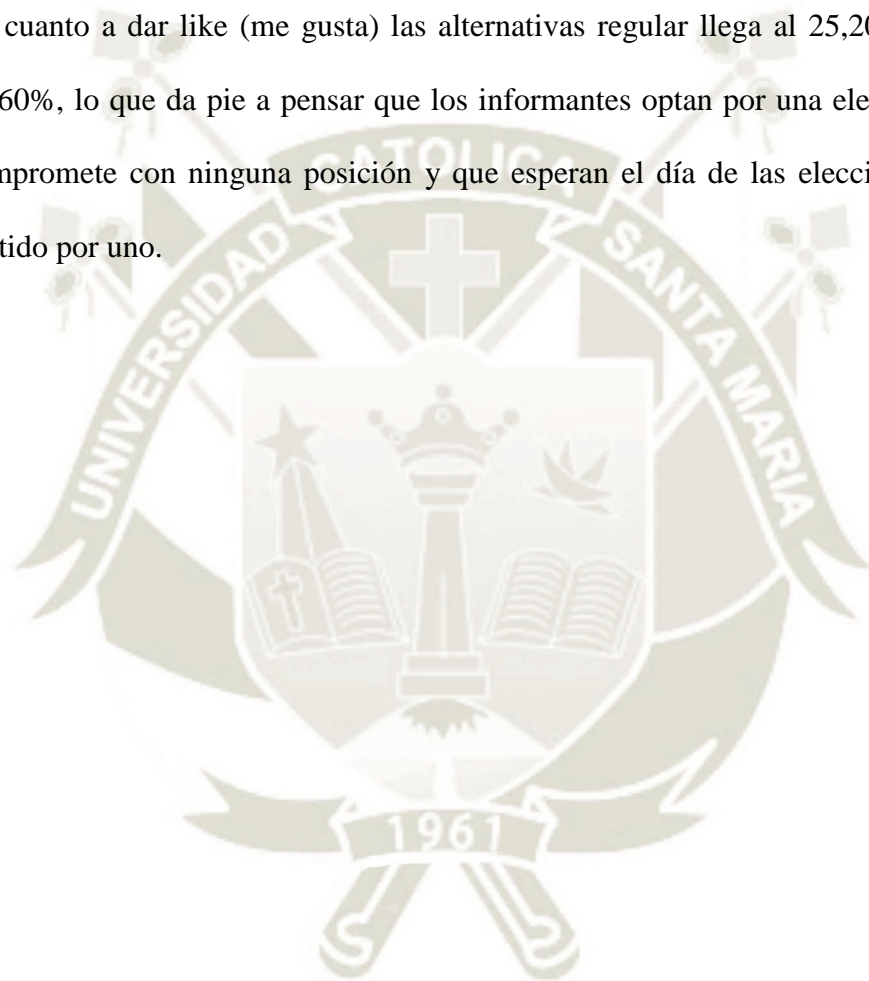 cuanto a dar like (me gusta) las alternativas regular llega al 25,20
60%, lo que da pie a pensar que los informantes optan por una ele
mpromete con ninguna posición y que esperan el día de las elecci
tido por uno.
UNIVERSIDAD CATOLICA SANTA MARIA
1961